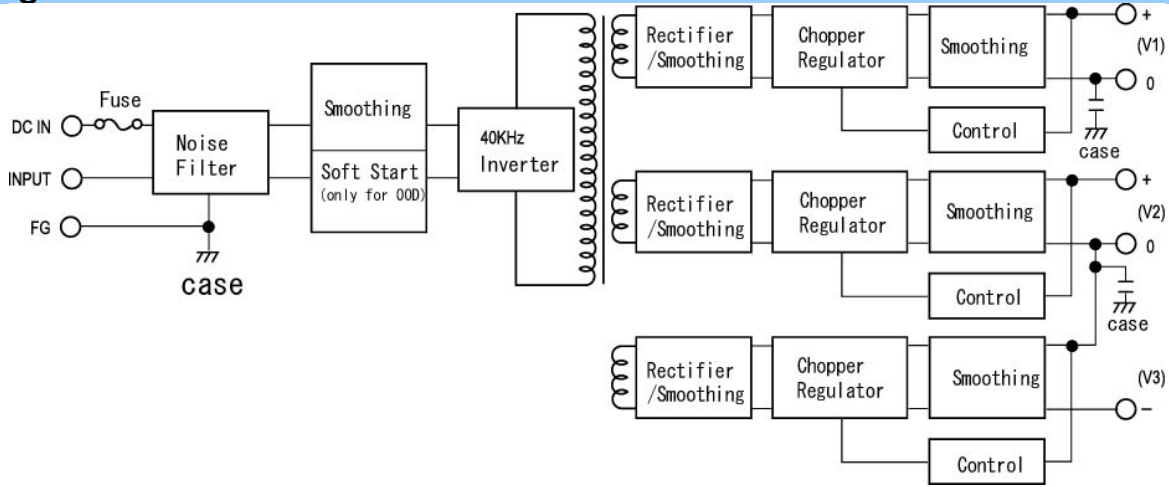 Fuse
DC IN
INPUT
FG
Noise
Filter
case
Smoothing
Soft Start
(only for OOD)
40KHz
Inverter
Rectifier
/Smoothing
Chopper
Regulator
Smoothing
Control
+
(V1)
0
case
Rectifier
/Smoothing
Chopper
Regulator
Smoothing
Control
+
(V2)
0
case
Rectifier
/Smoothing
Chopper
Regulator
Smoothing
Control
(V3)
−